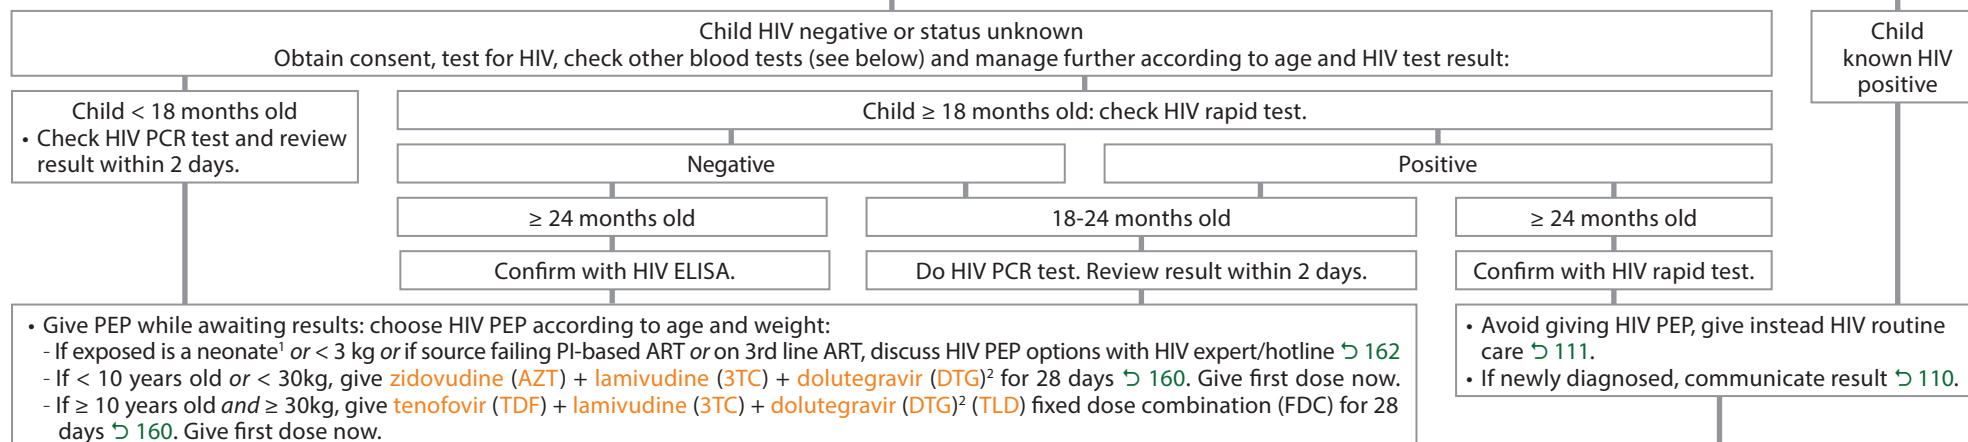 Child HIV negative or status unknown
Obtain consent, test for HIV, check other blood tests (see below) and manage further according to age and HIV test result:
Child
known HIV
positive
Child < 18 months old
• Check HIV PCR test and review
result within 2 days.
Child ≥ 18 months old: check HIV rapid test.
Negative
Positive
≥ 24 months old
18-24 months old
≥ 24 months old
Confirm with HIV ELISA.
Do HIV PCR test. Review result within 2 days.
Confirm with HIV rapid test.
• Give PEP while awaiting results: choose HIV PEP according to age and weight:
- If exposed is a neonate¹ or < 3 kg or if source failing PI-based ART or on 3rd line ART, discuss HIV PEP options with HIV expert/hotline ⮌ 162
- If < 10 years old or < 30kg, give zidovudine (AZT) + lamivudine (3TC) + dolutegravir (DTG)² for 28 days ⮌ 160. Give first dose now.
- If ≥ 10 years old and ≥ 30kg, give tenofovir (TDF) + lamivudine (3TC) + dolutegravir (DTG)² (TLD) fixed dose combination (FDC) for 28
days ⮌ 160. Give first dose now.
• Avoid giving HIV PEP, give instead HIV routine
care ⮌ 111.
• If newly diagnosed, communicate result ⮌ 110.